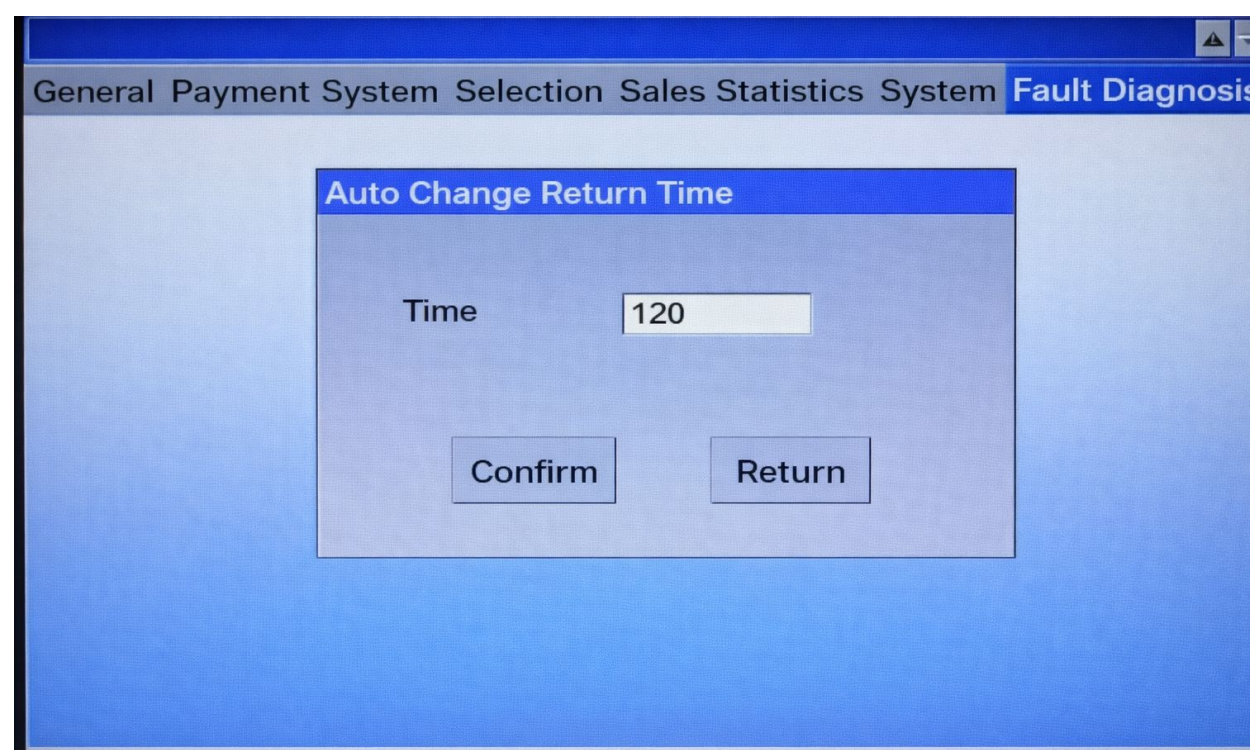 General Payment System Selection Sales Statistics System Fault Diagnosis
Auto Change Return Time
Time 120
Confirm Return